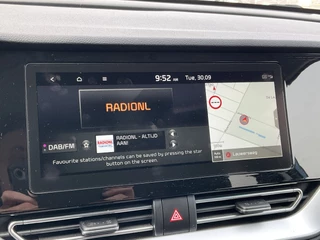 9:52 AM Tue. 30.09
RADIONL
DAB/FM
RADIONL - ALTIJD
AAN!
Favourite stations/channels can be saved by pressing the star
button on the screen.